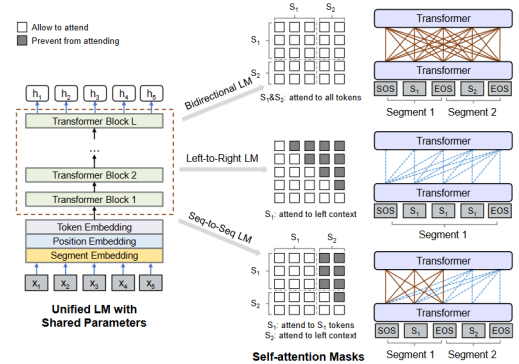 Allow to attend
Prevent from attending
h1 h2 h3 h4 h5
Transformer Block L
...
Transformer Block 2
Transformer Block 1
Token Embedding
Position Embedding
Segment Embedding
x1 x2 x3 x4 x5
Unified LM with
Shared Parameters
Bidirectional LM
Left-to-Right LM
Seq-to-Seq LM
S1 S2
S1
S2
S1&S2: attend to all tokens
S1: attend to left context
S1 S2
S1
S2
S1: attend to S1 tokens
S2: attend to left context
Self-attention Masks
Transformer
Transformer
SOS S1 EOS S2 EOS
Segment 1 Segment 2
Transformer
Transformer
SOS S1 S1 S1 EOS
Segment 1
Transformer
Transformer
SOS S1 EOS S2 EOS
Segment 1 Segment 2